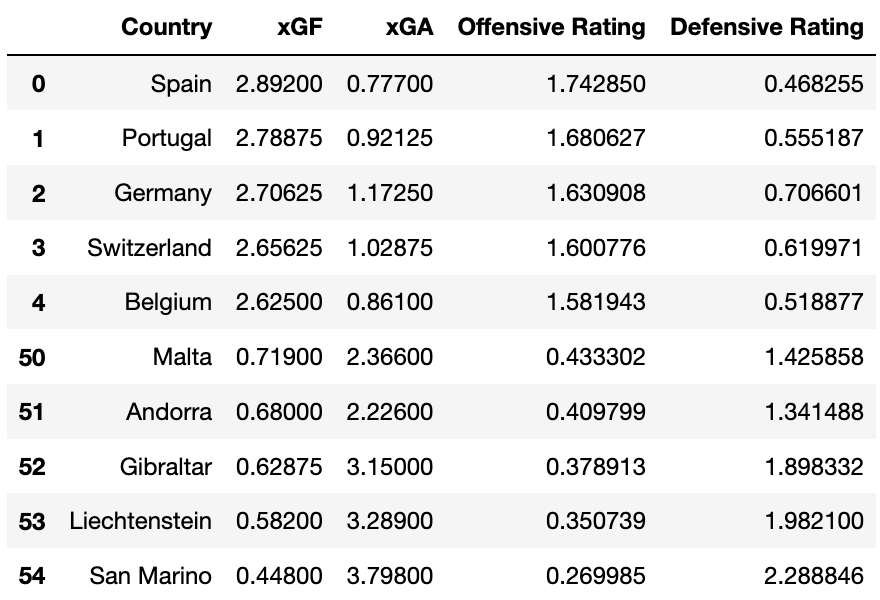 Country xGF xGA Offensive Rating Defensive Rating
0 Spain 2.89200 0.77700 1.742850 0.468255
1 Portugal 2.78875 0.92125 1.680627 0.555187
2 Germany 2.70625 1.17250 1.630908 0.706601
3 Switzerland 2.65625 1.02875 1.600776 0.619971
4 Belgium 2.62500 0.86100 1.581943 0.518877
50 Malta 0.71900 2.36600 0.433302 1.425858
51 Andorra 0.68000 2.22600 0.409799 1.341488
52 Gibraltar 0.62875 3.15000 0.378913 1.898332
53 Liechtenstein 0.58200 3.28900 0.350739 1.982100
54 San Marino 0.44800 3.79800 0.269985 2.288846